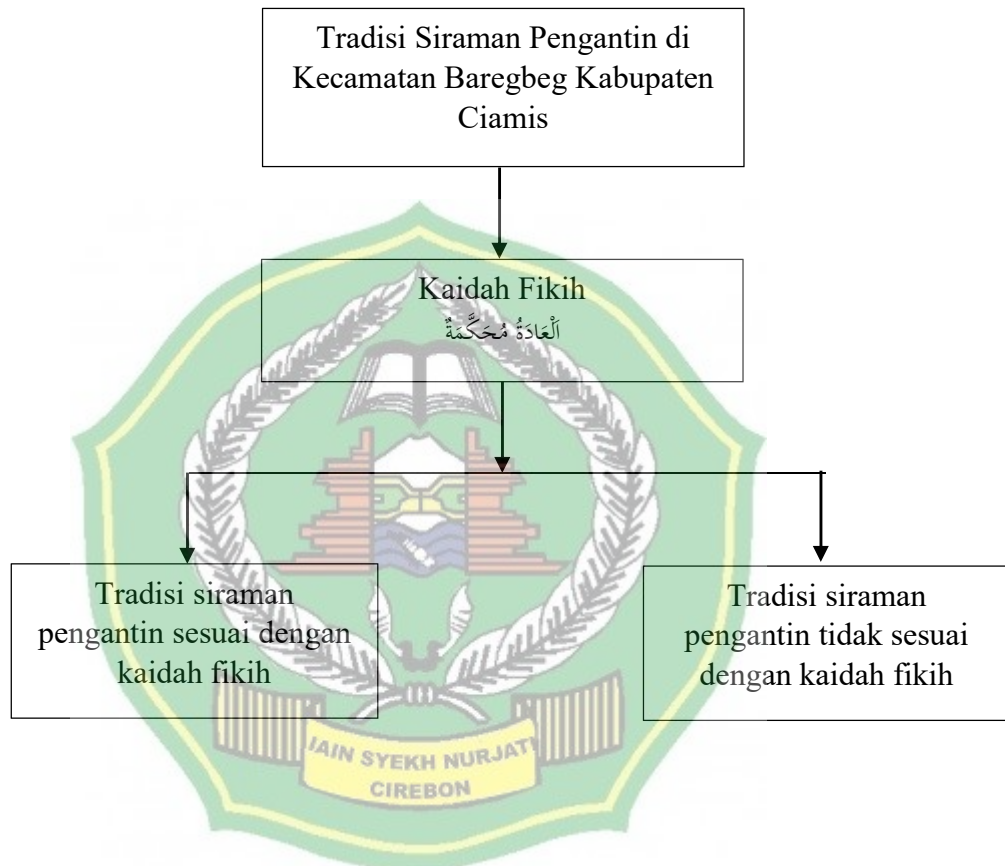 Tradisi Siraman Pengantin di
Kecamatan Baregbeg Kabupaten
Ciamis
Kaidah Fikih
اَلْعَادَةُ مُحَكَّمَةٌ
Tradisi siraman
pengantin sesuai dengan
kaidah fikih
Tradisi siraman
pengantin tidak sesuai
dengan kaidah fikih
IAIN SYEKH NURJATI
CIREBON